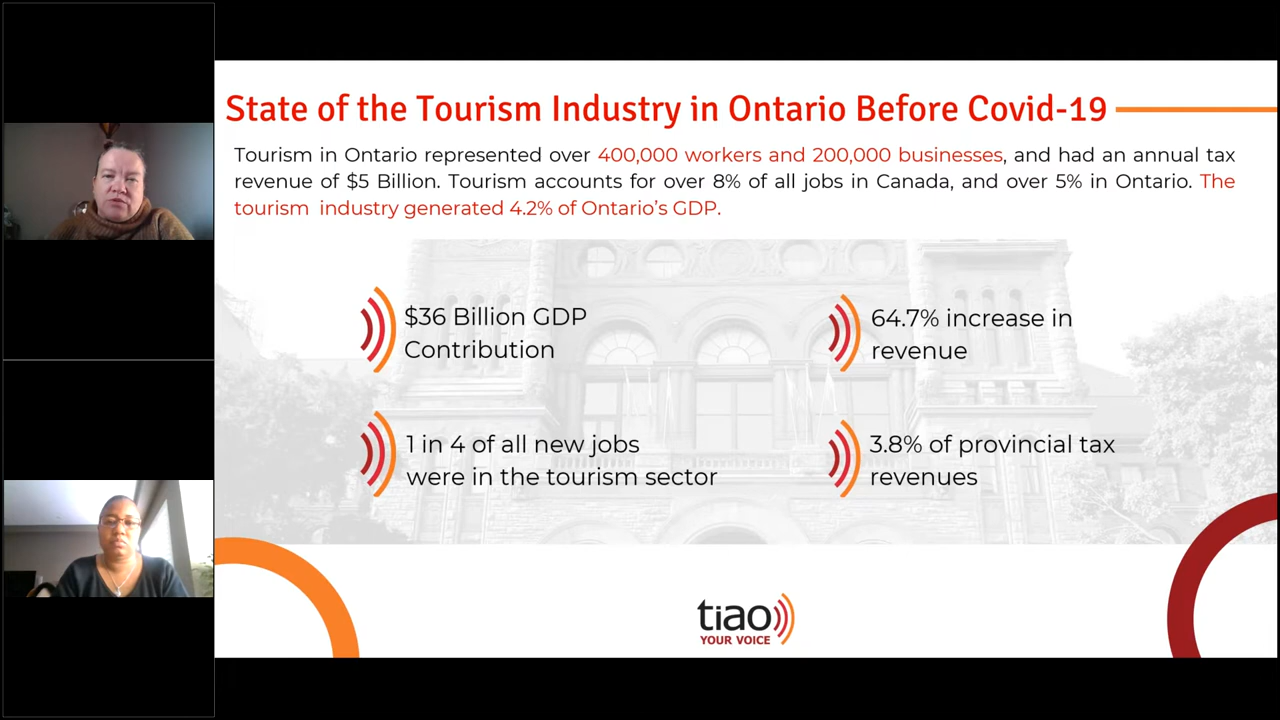 State of the Tourism Industry in Ontario Before Covid-19
Tourism in Ontario represented over 400,000 workers and 200,000 businesses, and had an annual tax
revenue of $5 Billion. Tourism accounts for over 8% of all jobs in Canada, and over 5% in Ontario. The
tourism industry generated 4.2% of Ontario's GDP.
$36 Billion GDP
Contribution
64.7% increase in
revenue
1 in 4 of all new jobs
were in the tourism sector
3.8% of provincial tax
revenues
tiao
YOUR VOICE